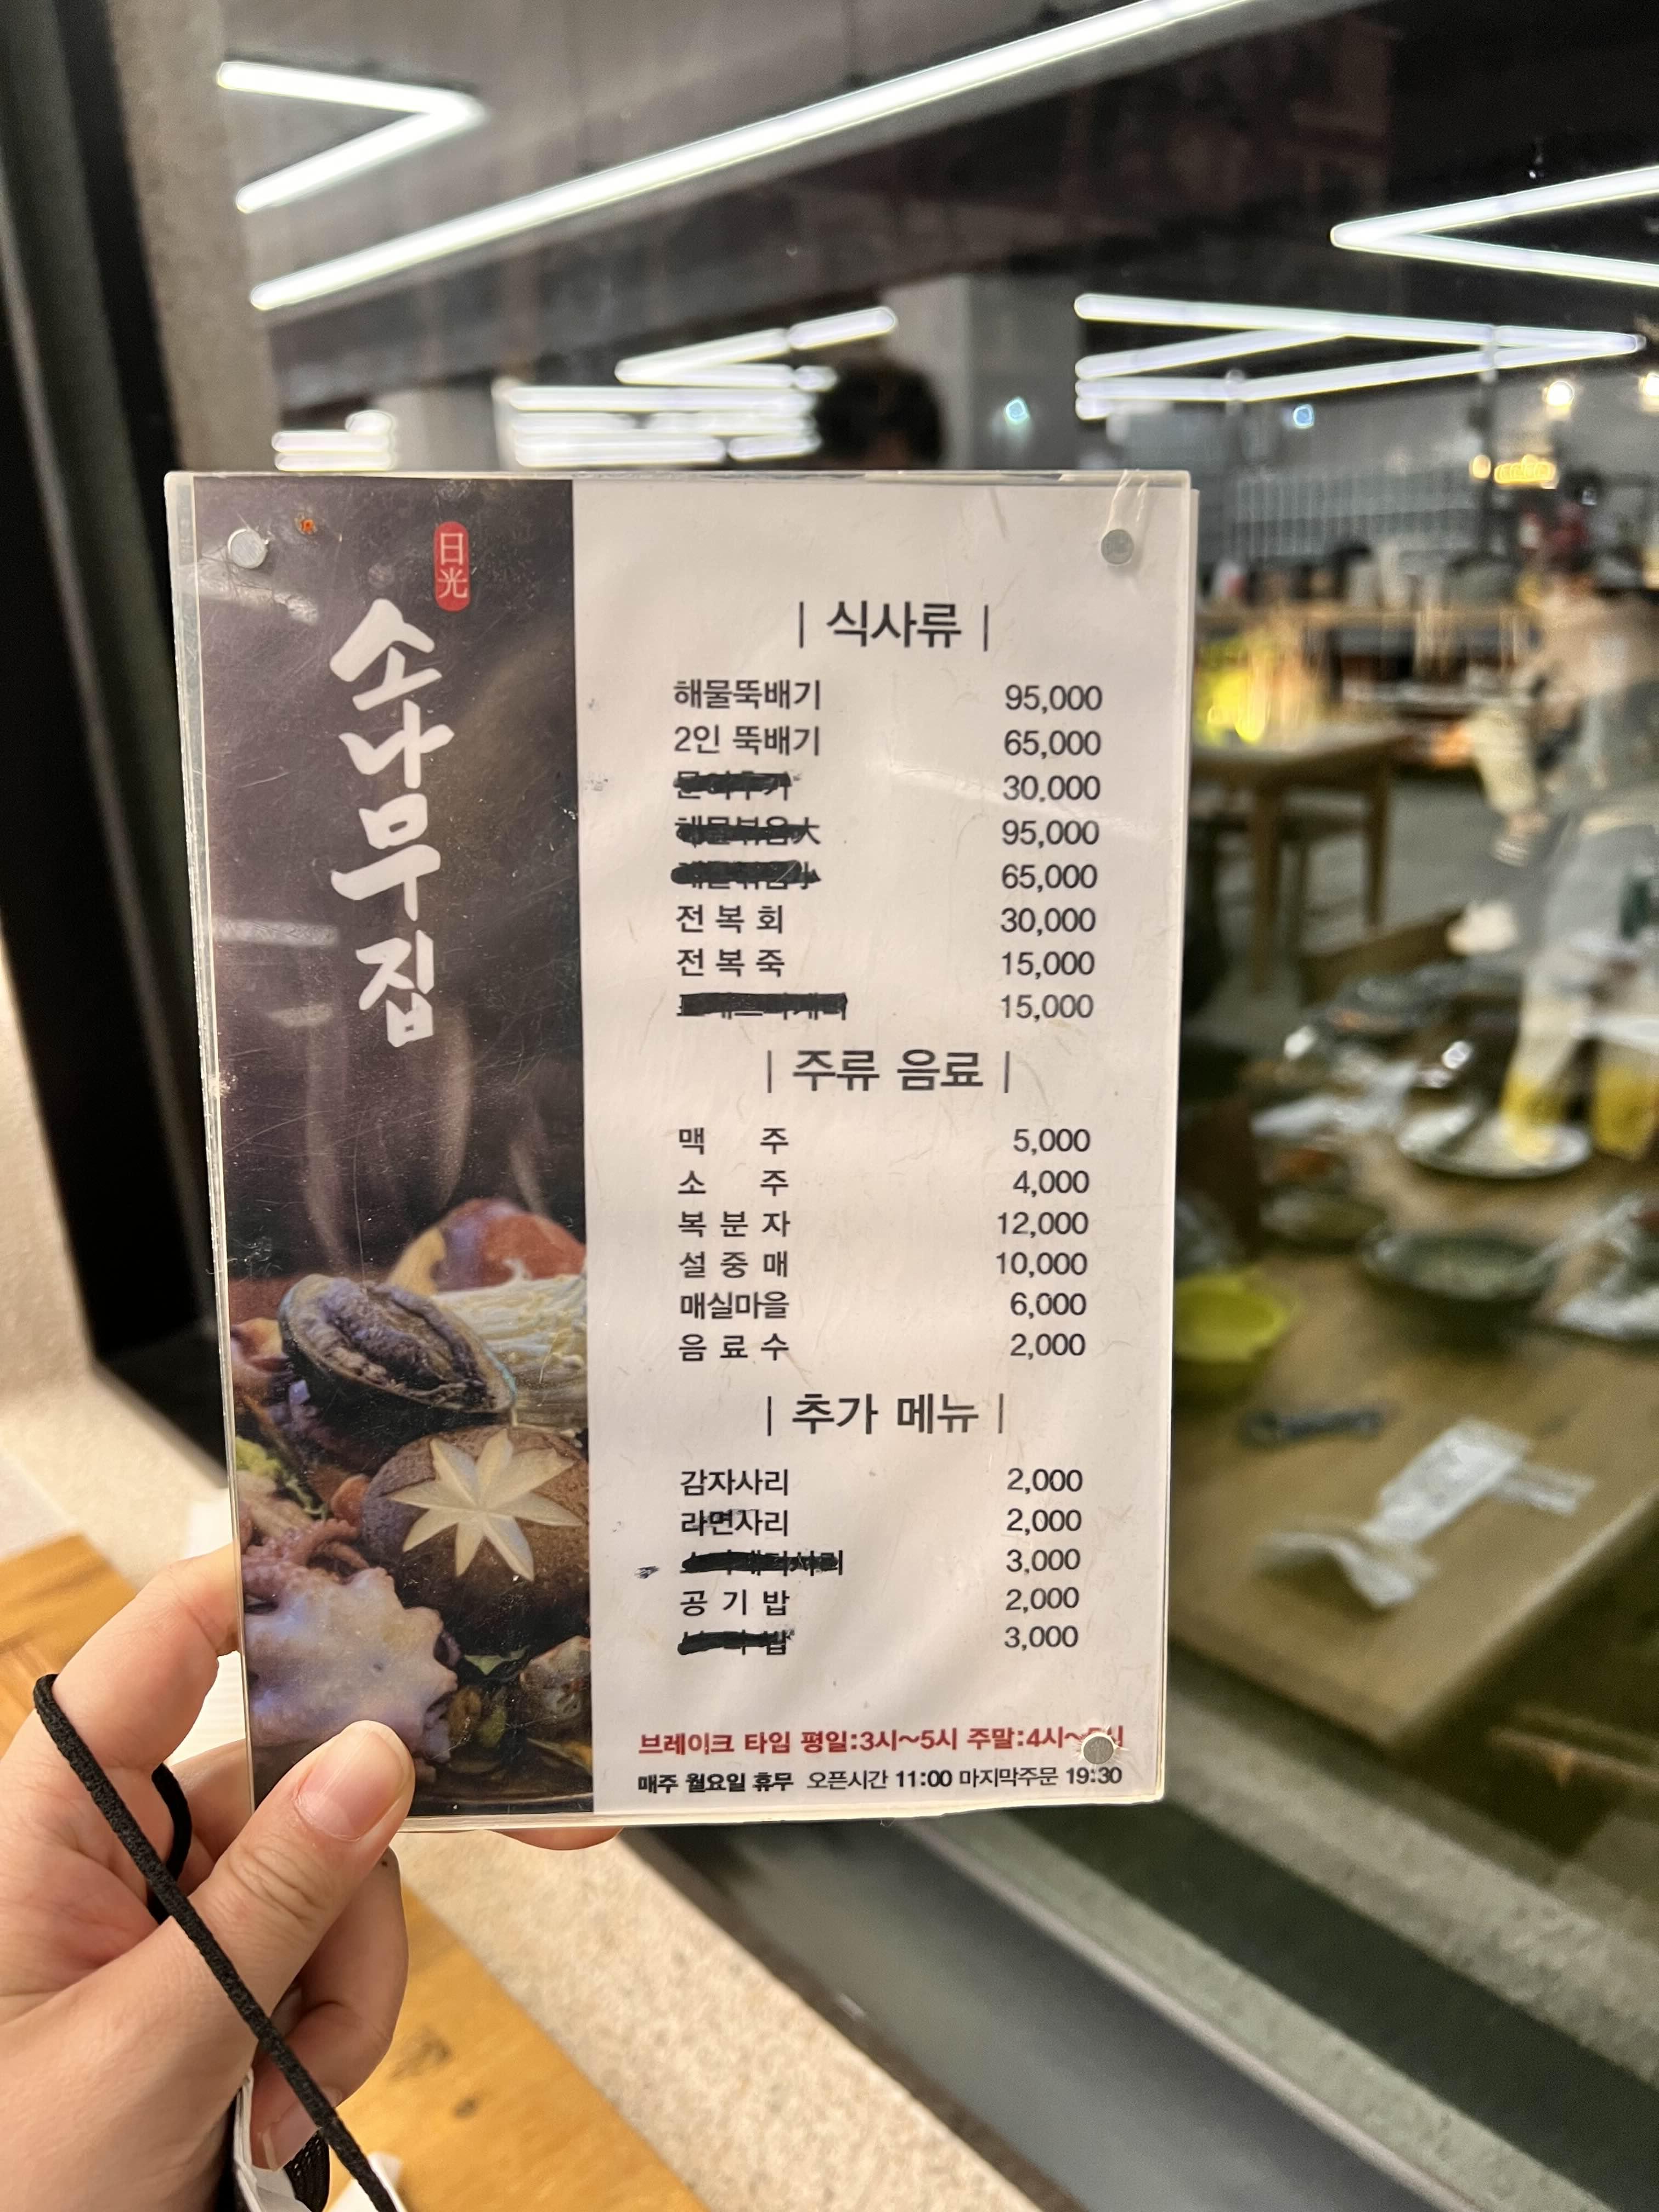 日光
소나무집
| 식사류 |
해물뚝배기 95,000
2인 뚝배기 65,000
30,000
大 95,000
65,000
전 복 회 30,000
전 복 죽 15,000
15,000
| 주류 음료 |
맥 주 5,000
소 주 4,000
복 분 자 12,000
설 중 매 10,000
매실마을 6,000
음 료 수 2,000
| 추가 메뉴 |
감자사리 2,000
라면사리 2,000
3,000
공 기 밥 2,000
밥 3,000
브레이크 타임 평일:3시~5시 주말:4시~
매주 월요일 휴무 오픈시간 11:00 마지막주문 19:30